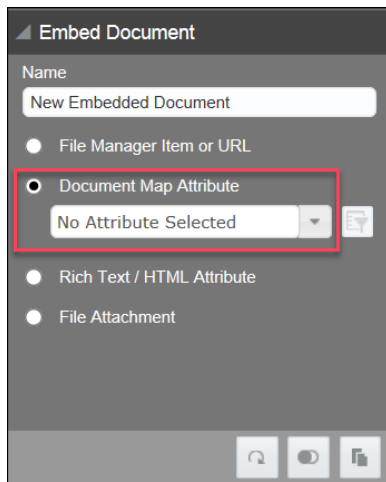 Embed Document
Name
New Embedded Document
File Manager Item or URL
Document Map Attribute
No Attribute Selected
Rich Text / HTML Attribute
File Attachment